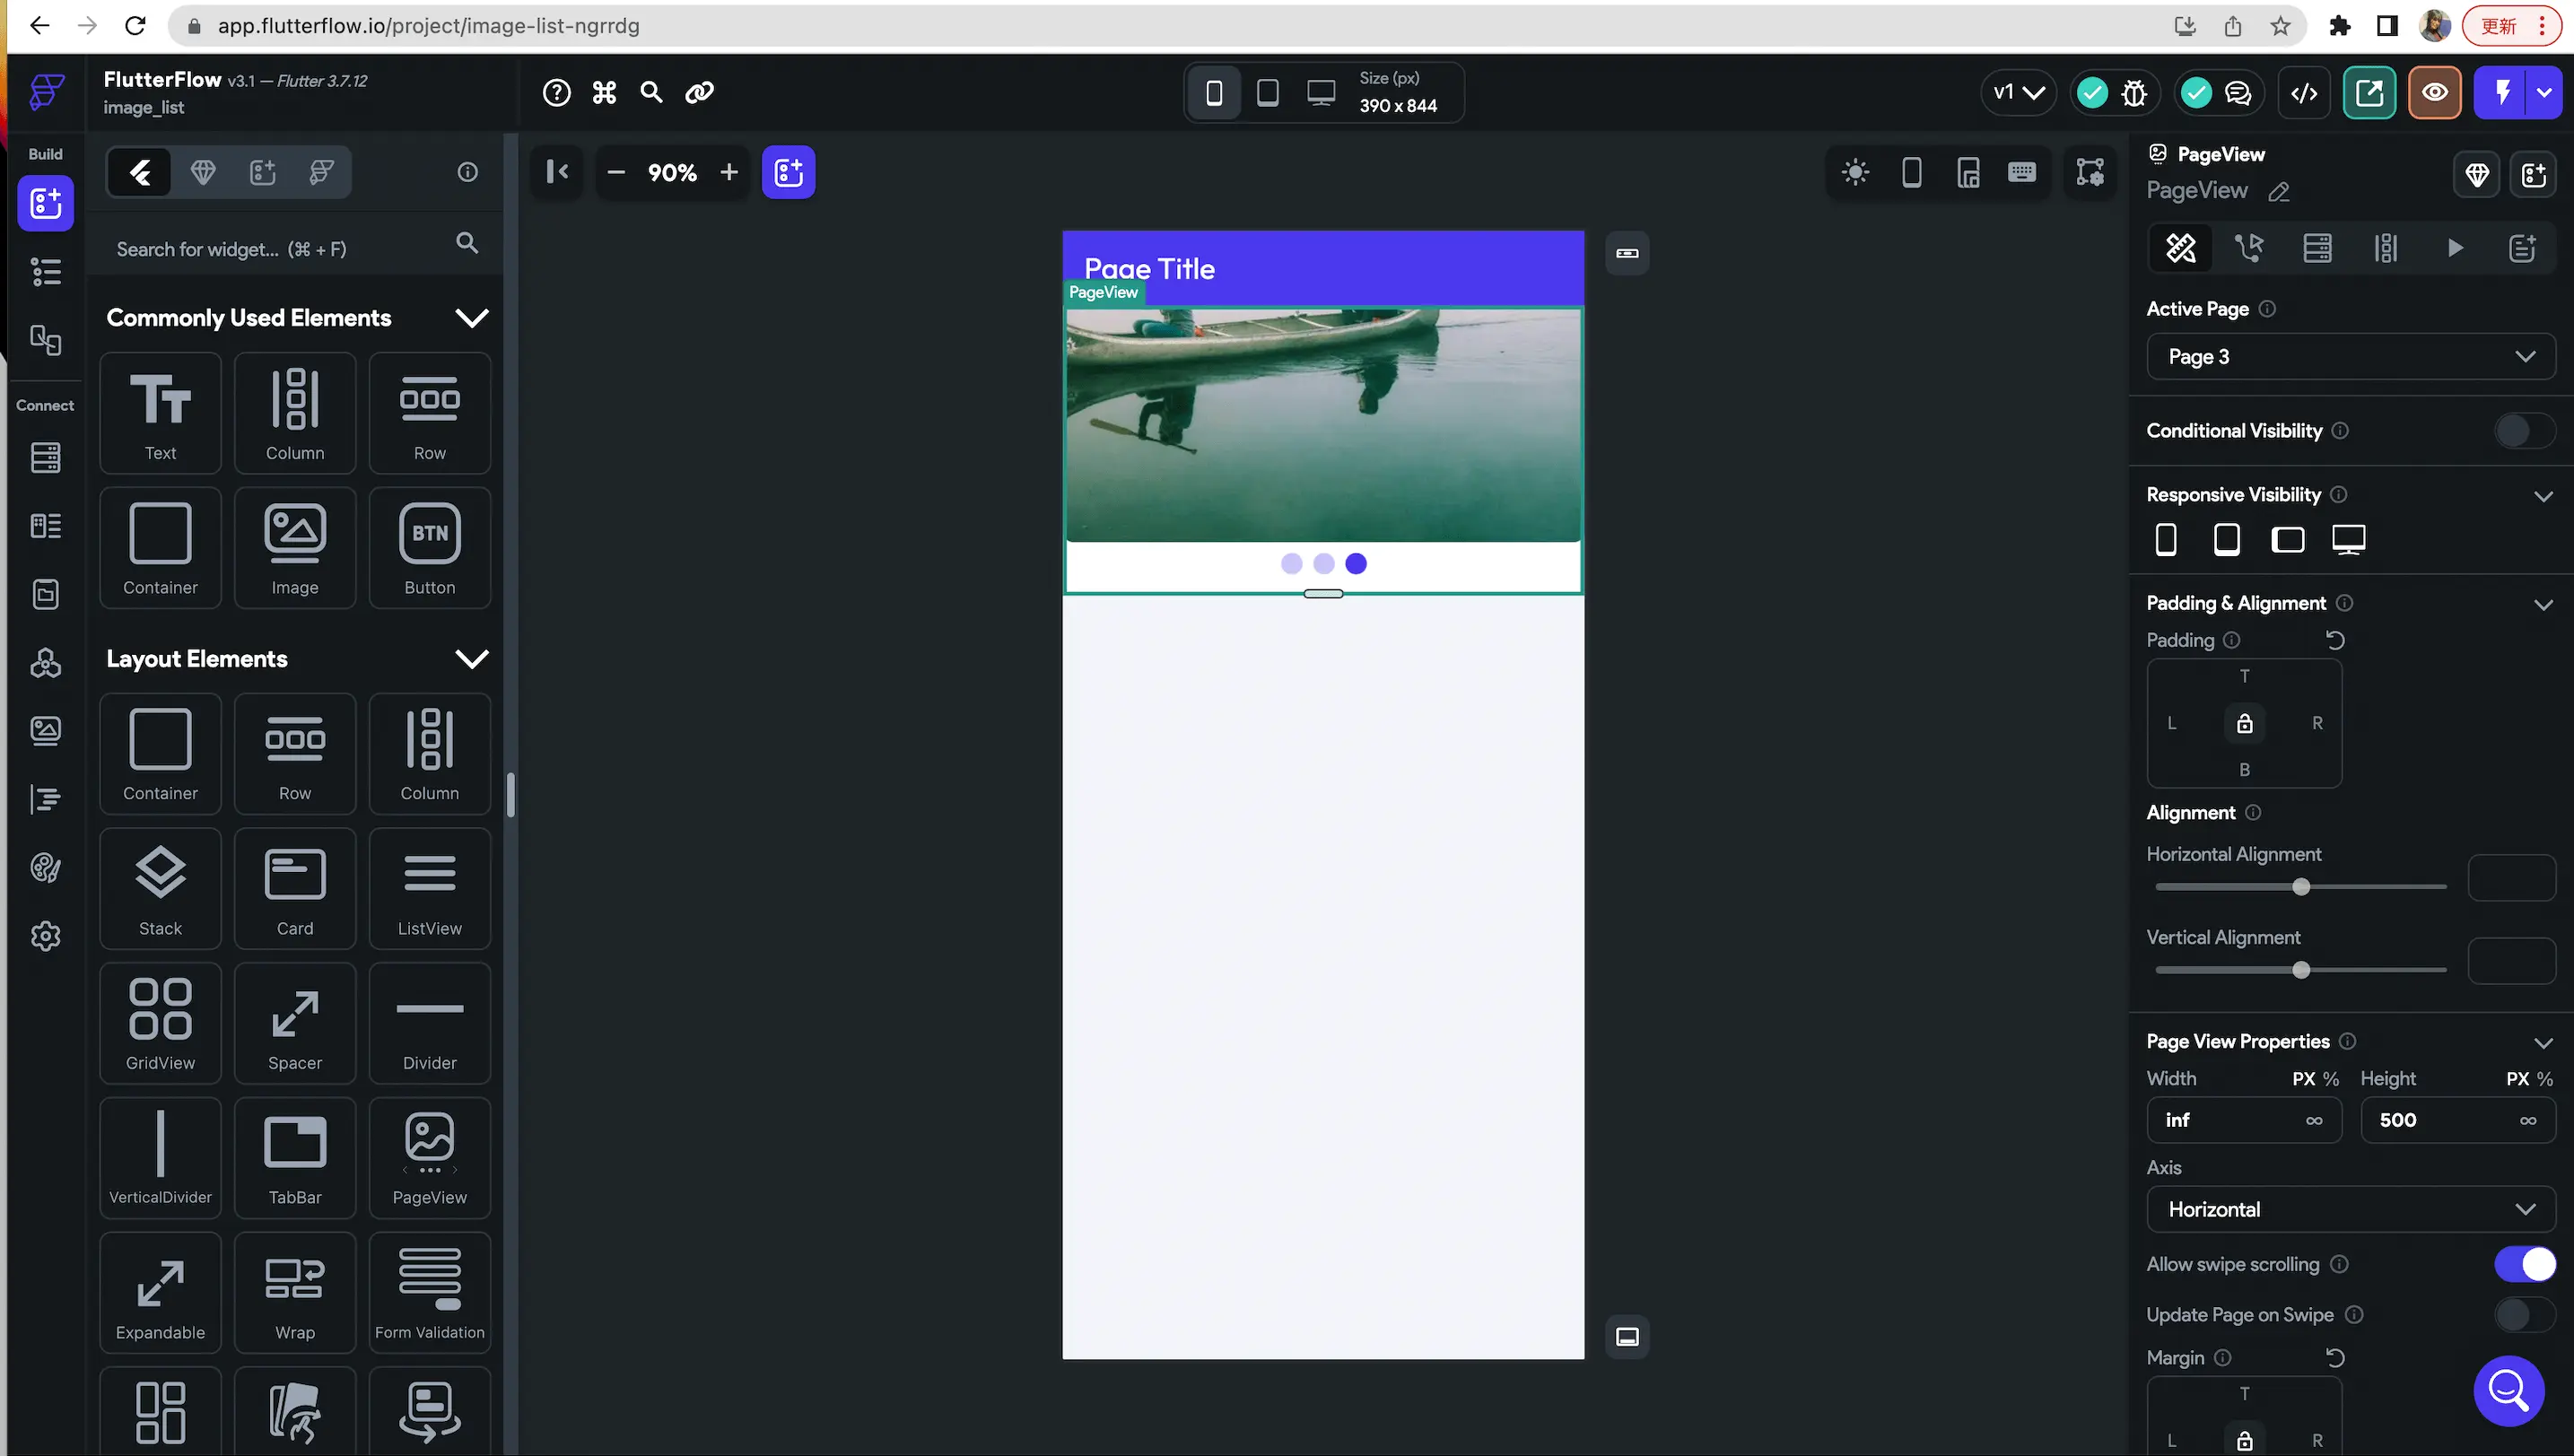 app.flutterflow.io/project/image-list-ngrrdg
更新
FlutterFlow v3.1 — Flutter 3.7.12
image_list
Size (px)
390 x 844
v1
Build
90%
Search for widget... (⌘ + F)
Commonly Used Elements
Text
Column
Row
Container
Image
BTN
Button
Connect
Layout Elements
Container
Row
Column
Stack
Card
ListView
GridView
Spacer
Divider
VerticalDivider
TabBar
PageView
Expandable
Wrap
Form Validation
Page Title
PageView
PageView
PageView
Active Page
Page 3
Conditional Visibility
Responsive Visibility
Padding & Alignment
Padding
T
L
R
B
Alignment
Horizontal Alignment
Vertical Alignment
Page View Properties
Width PX % Height PX %
inf ∞ 500 ∞
Axis
Horizontal
Allow swipe scrolling
Update Page on Swipe
Margin
T
L
R